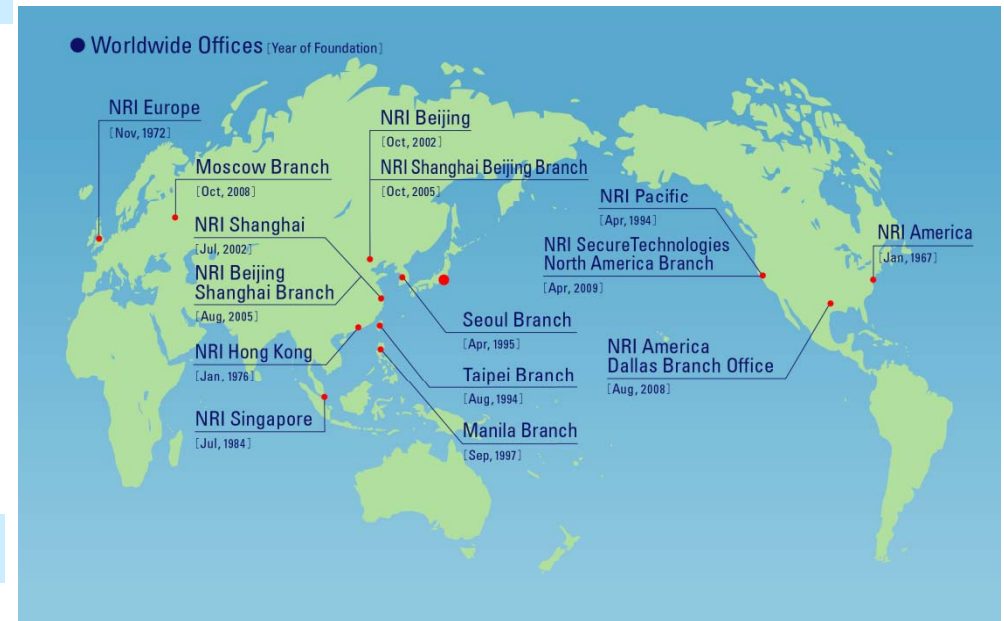 ● Worldwide Offices [Year of Foundation]
NRI Europe
[Nov, 1972]
Moscow Branch
[Oct, 2008]
NRI Shanghai
[Jul, 2002]
NRI Beijing
Shanghai Branch
[Aug, 2005]
NRI Hong Kong
[Jan, 1976]
NRI Singapore
[Jul, 1984]
NRI Beijing
[Oct, 2002]
NRI Shanghai Beijing Branch
[Oct, 2005]
Seoul Branch
[Apr, 1995]
Taipei Branch
[Aug, 1994]
Manila Branch
[Sep, 1997]
NRI Pacific
[Apr, 1994]
NRI SecureTechnologies
North America Branch
[Apr, 2009]
NRI America
Dallas Branch Office
[Aug, 2008]
NRI America
[Jan, 1967]